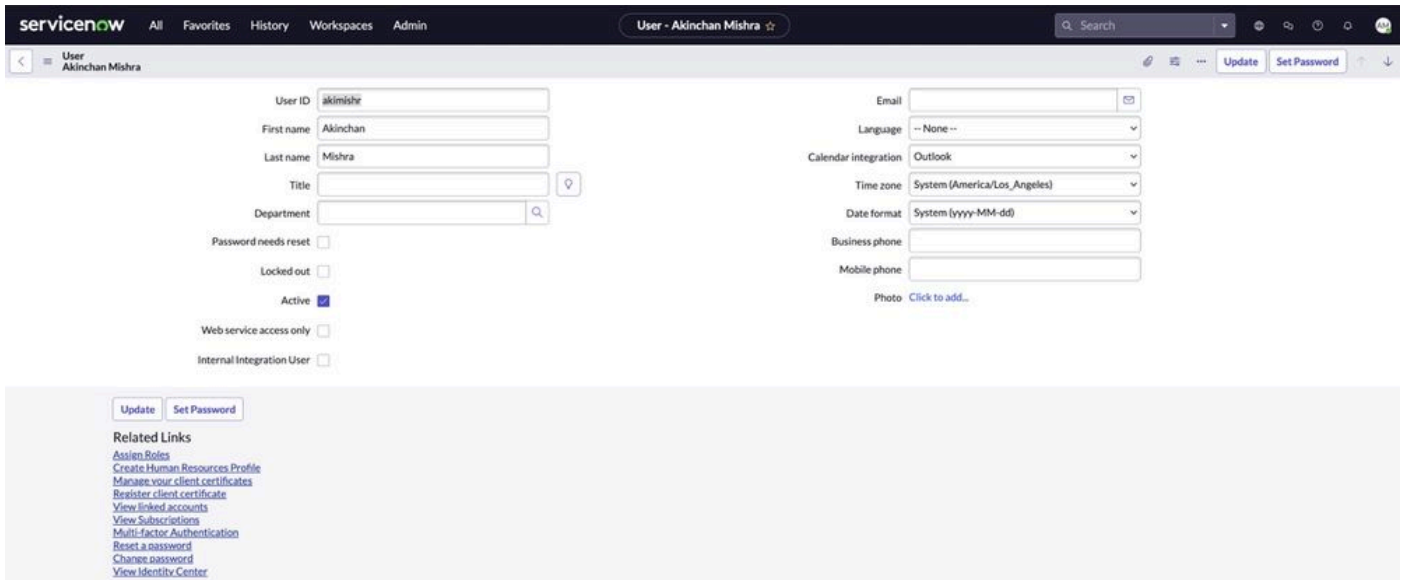 servicenow All Favorites History Workspaces Admin User - Akinchan Mishra Search AM
User
Akinchan Mishra
Update Set Password
User ID akimishr
First name Akinchan
Last name Mishra
Title
Department
Password needs reset
Locked out
Active
Web service access only
Internal Integration User
Email
Language -- None --
Calendar integration Outlook
Time zone System (America/Los_Angeles)
Date format System (yyyy-MM-dd)
Business phone
Mobile phone
Photo Click to add...
Update Set Password
Related Links
Assign Roles
Create Human Resources Profile
Manage your client certificates
Register client certificate
View linked accounts
View Subscriptions
Multi-factor Authentication
Reset a password
Change password
View Identity Center